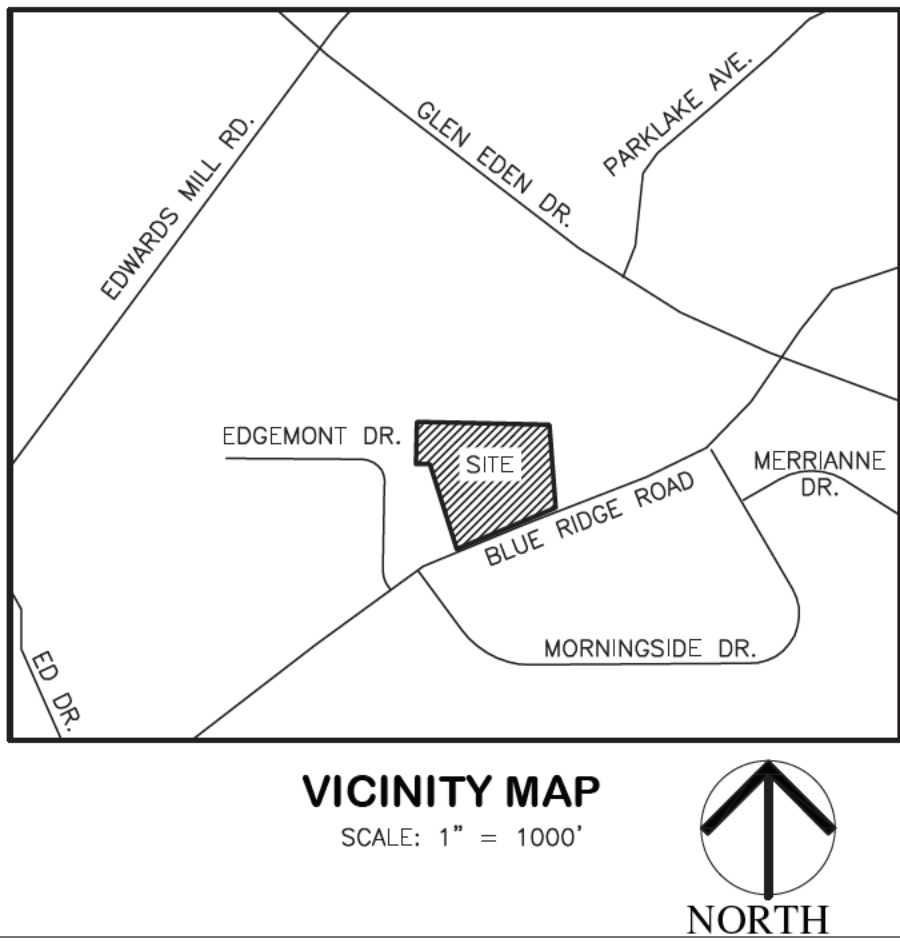 EDWARDS MILL RD.
GLEN EDEN DR.
PARKLAKE AVE.
EDGEMONT DR.
SITE
MERRIANNE
DR.
BLUE RIDGE ROAD
MORNINGSIDE DR.
ED DR.
VICINITY MAP
SCALE: 1" = 1000'
NORTH